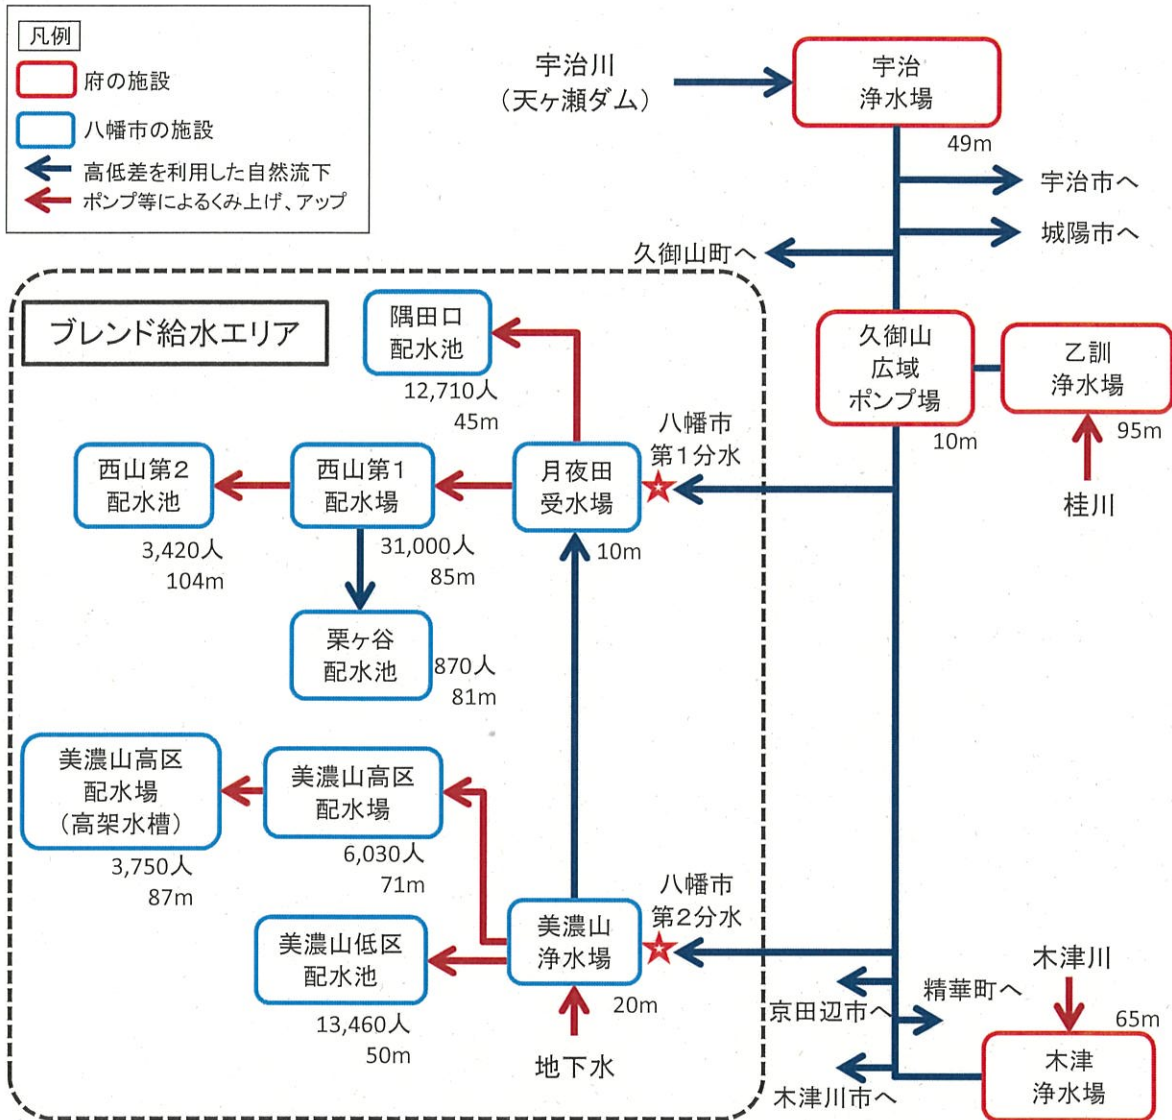 凡例
府の施設
八幡市の施設
高低差を利用した自然流下
ポンプ等によるくみ上げ、アップ
宇治川
(天ヶ瀬ダム)
宇治
浄水場
49m
宇治市へ
城陽市へ
久御山町へ
ブレンド給水エリア
隅田口
配水池
12,710人
45m
久御山
広域
ポンプ場
10m
乙訓
浄水場
95m
桂川
八幡市
第1分水
西山第2
配水池
3,420人
104m
西山第1
配水場
31,000人
85m
月夜田
受水場
10m
栗ヶ谷
配水池
870人
81m
美濃山高区
配水場
(高架水槽)
3,750人
87m
美濃山高区
配水場
6,030人
71m
八幡市
第2分水
美濃山低区
配水池
13,460人
50m
美濃山
浄水場
20m
地下水
京田辺市へ
精華町へ
木津川
65m
木津
浄水場
木津川市へ